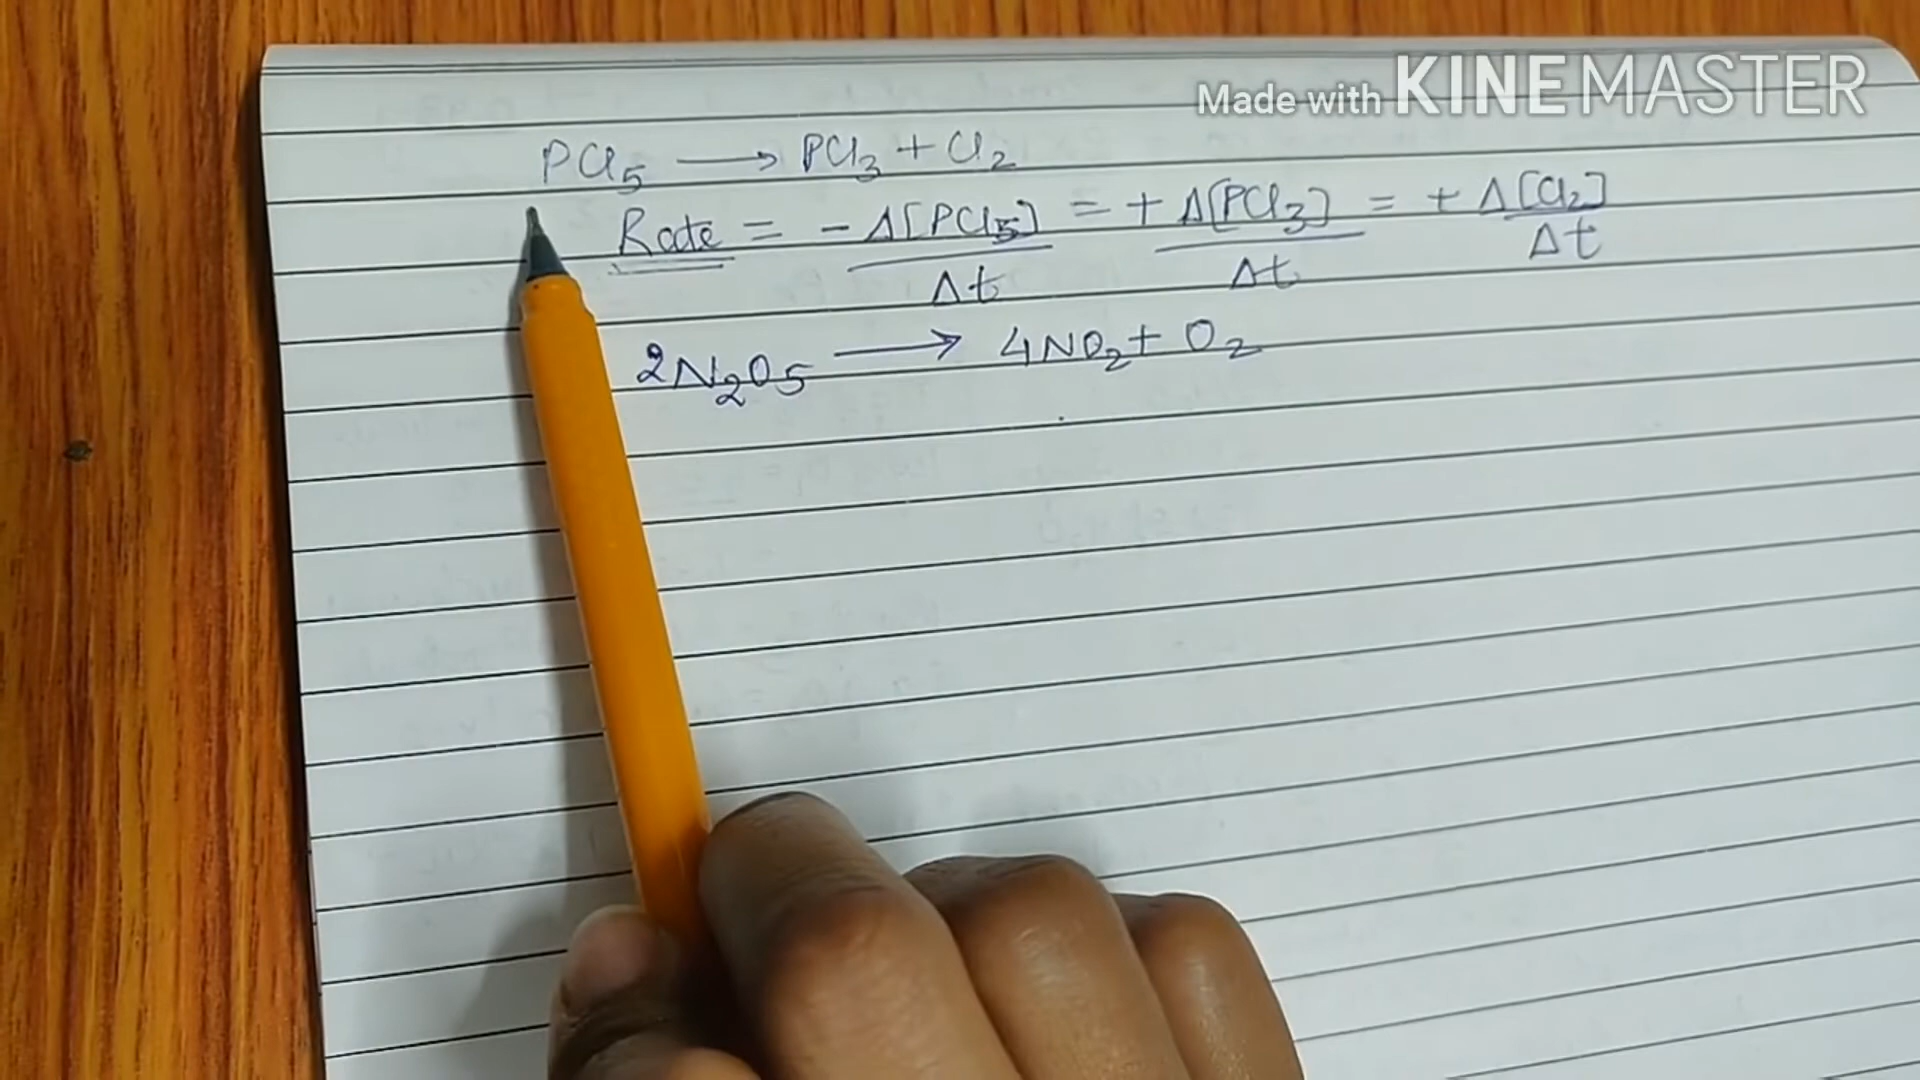 Made with KINEMASTER
PCl₅ ⟶ PCl₃ + Cl₂
Rate = -Δ[PCl₅]/Δt = +Δ[PCl₃]/Δt = +Δ[Cl₂]/Δt
2N₂O₅ ⟶ 4NO₂ + O₂